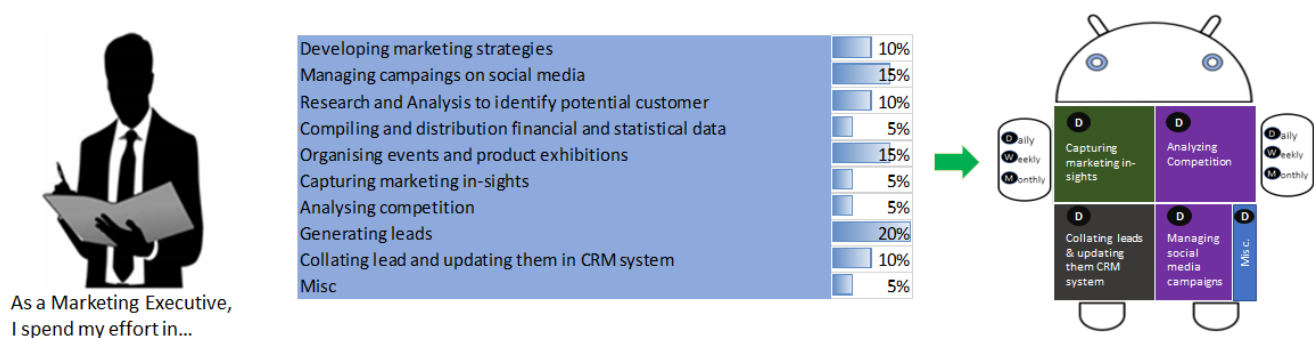 As a Marketing Executive,
I spend my effort in...
Developing marketing strategies 10%
Managing campaings on social media 15%
Research and Analysis to identify potential customer 10%
Compiling and distribution financial and statistical data 5%
Organising events and product exhibitions 15%
Capturing marketing in-sights 5%
Analysing competition 5%
Generating leads 20%
Collating lead and updating them in CRM system 10%
Misc 5%
Daily
Weekly
Monthly
D
Capturing
marketing in-
sights
D
Analyzing
Competition
D
Collating leads
& updating
them CRM
system
D
Managing
social
media
campaigns
D
Misc.
Daily
Weekly
Monthly